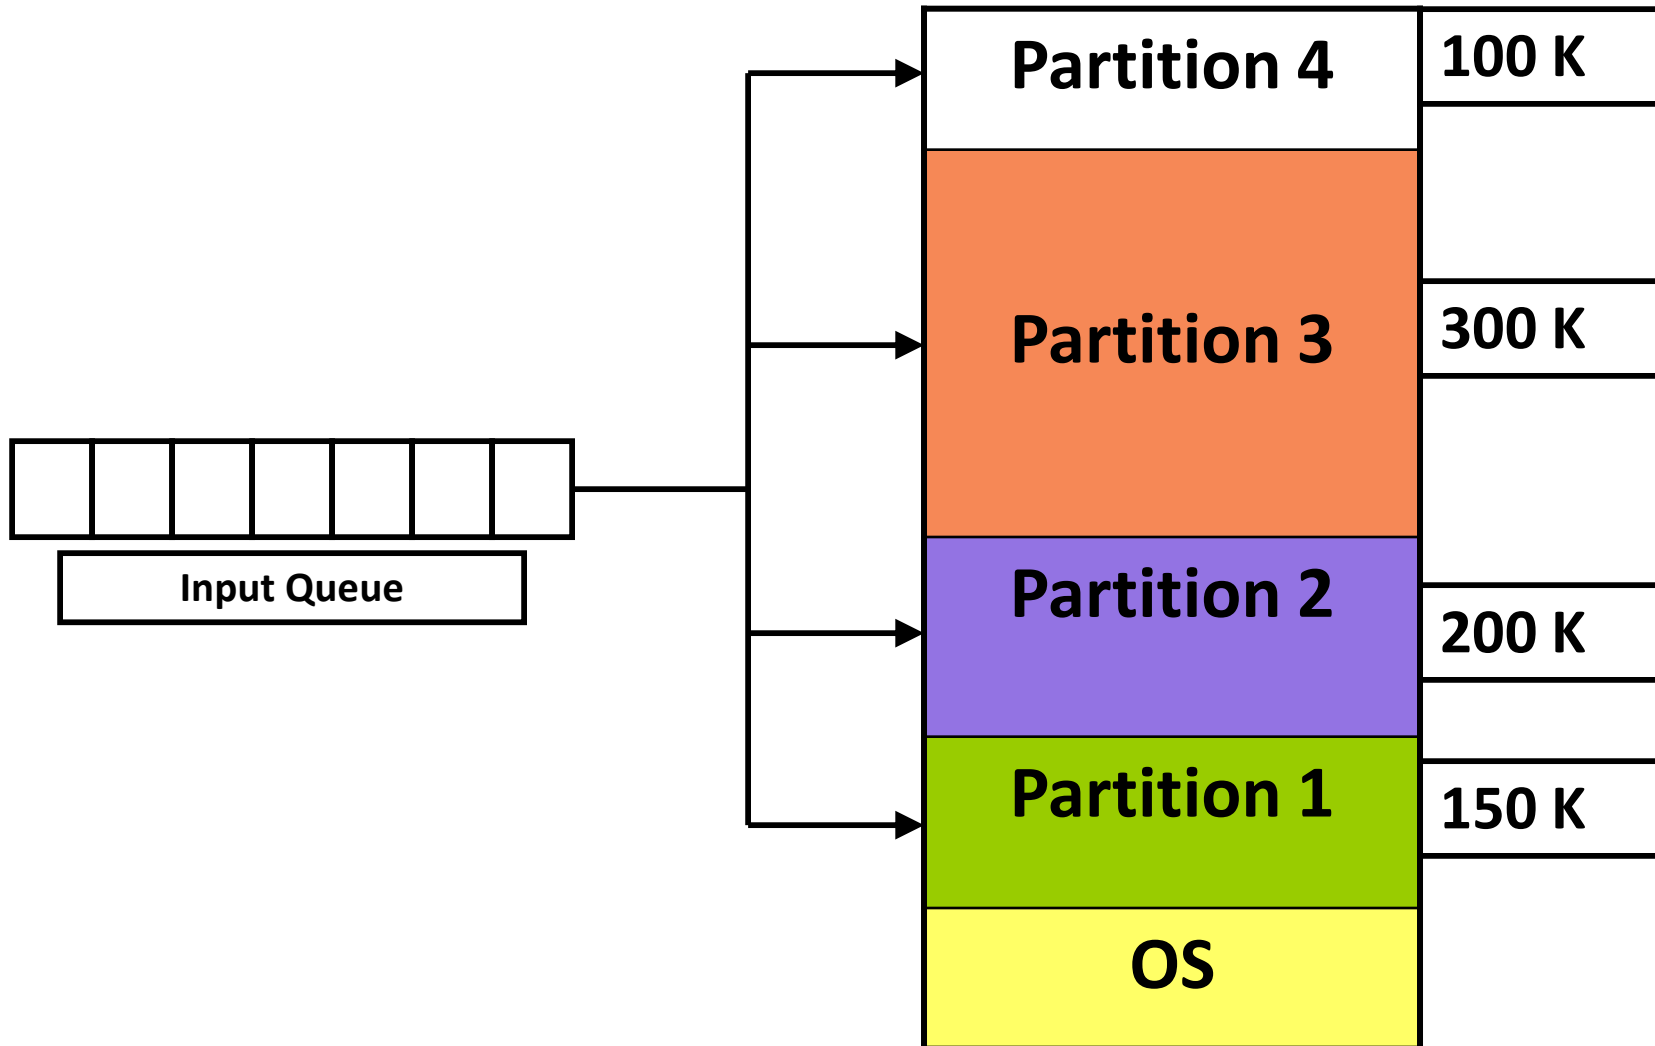 Partition 4
100 K
Partition 3
300 K
Input Queue
Partition 2
200 K
Partition 1
150 K
OS